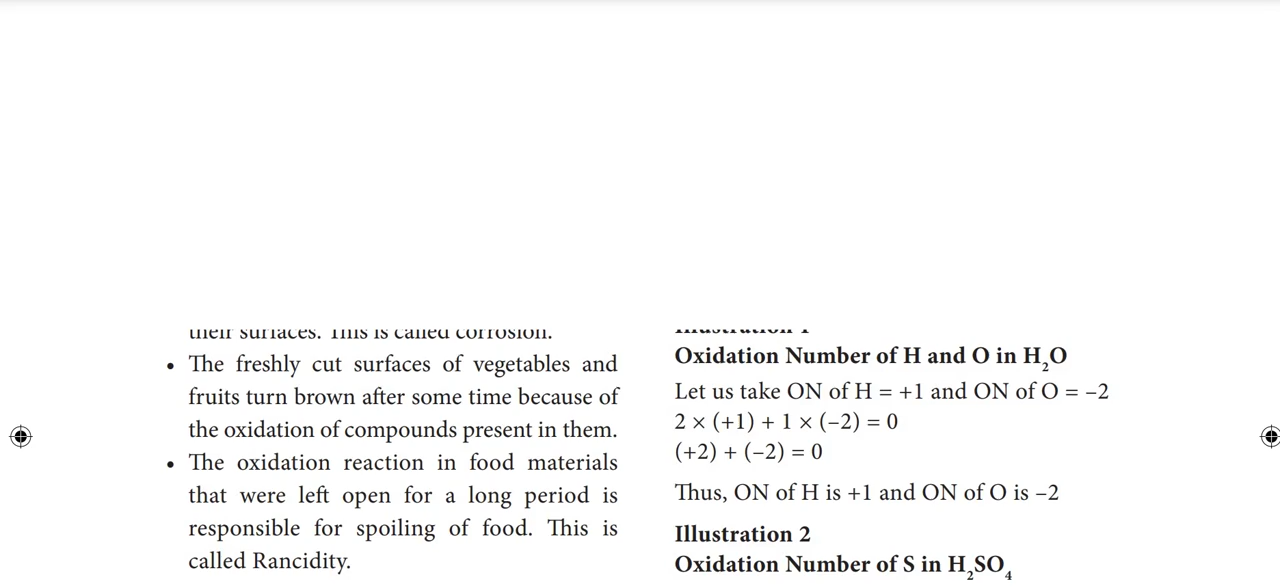 their surfaces. This is called corrosion.
• The freshly cut surfaces of vegetables and
fruits turn brown after some time because of
the oxidation of compounds present in them.
• The oxidation reaction in food materials
that were left open for a long period is
responsible for spoiling of food. This is
called Rancidity.
Illustration 1
Oxidation Number of H and O in H₂O
Let us take ON of H = +1 and ON of O = –2
2 × (+1) + 1 × (–2) = 0
(+2) + (–2) = 0
Thus, ON of H is +1 and ON of O is –2
Illustration 2
Oxidation Number of S in H₂SO₄